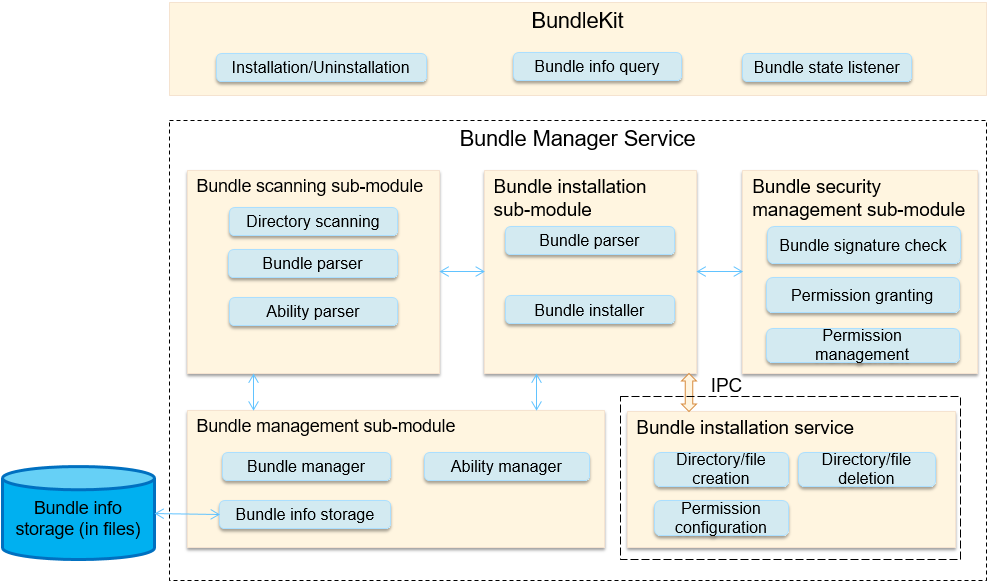 BundleKit
Installation/Uninstallation
Bundle info query
Bundle state listener
Bundle Manager Service
Bundle scanning sub-module
Directory scanning
Bundle parser
Ability parser
Bundle installation
sub-module
Bundle parser
Bundle installer
Bundle security
management sub-module
Bundle signature check
Permission granting
Permission
management
IPC
Bundle management sub-module
Bundle manager
Ability manager
Bundle info storage
Bundle info
storage (in files)
Bundle installation service
Directory/file
creation
Directory/file
deletion
Permission
configuration